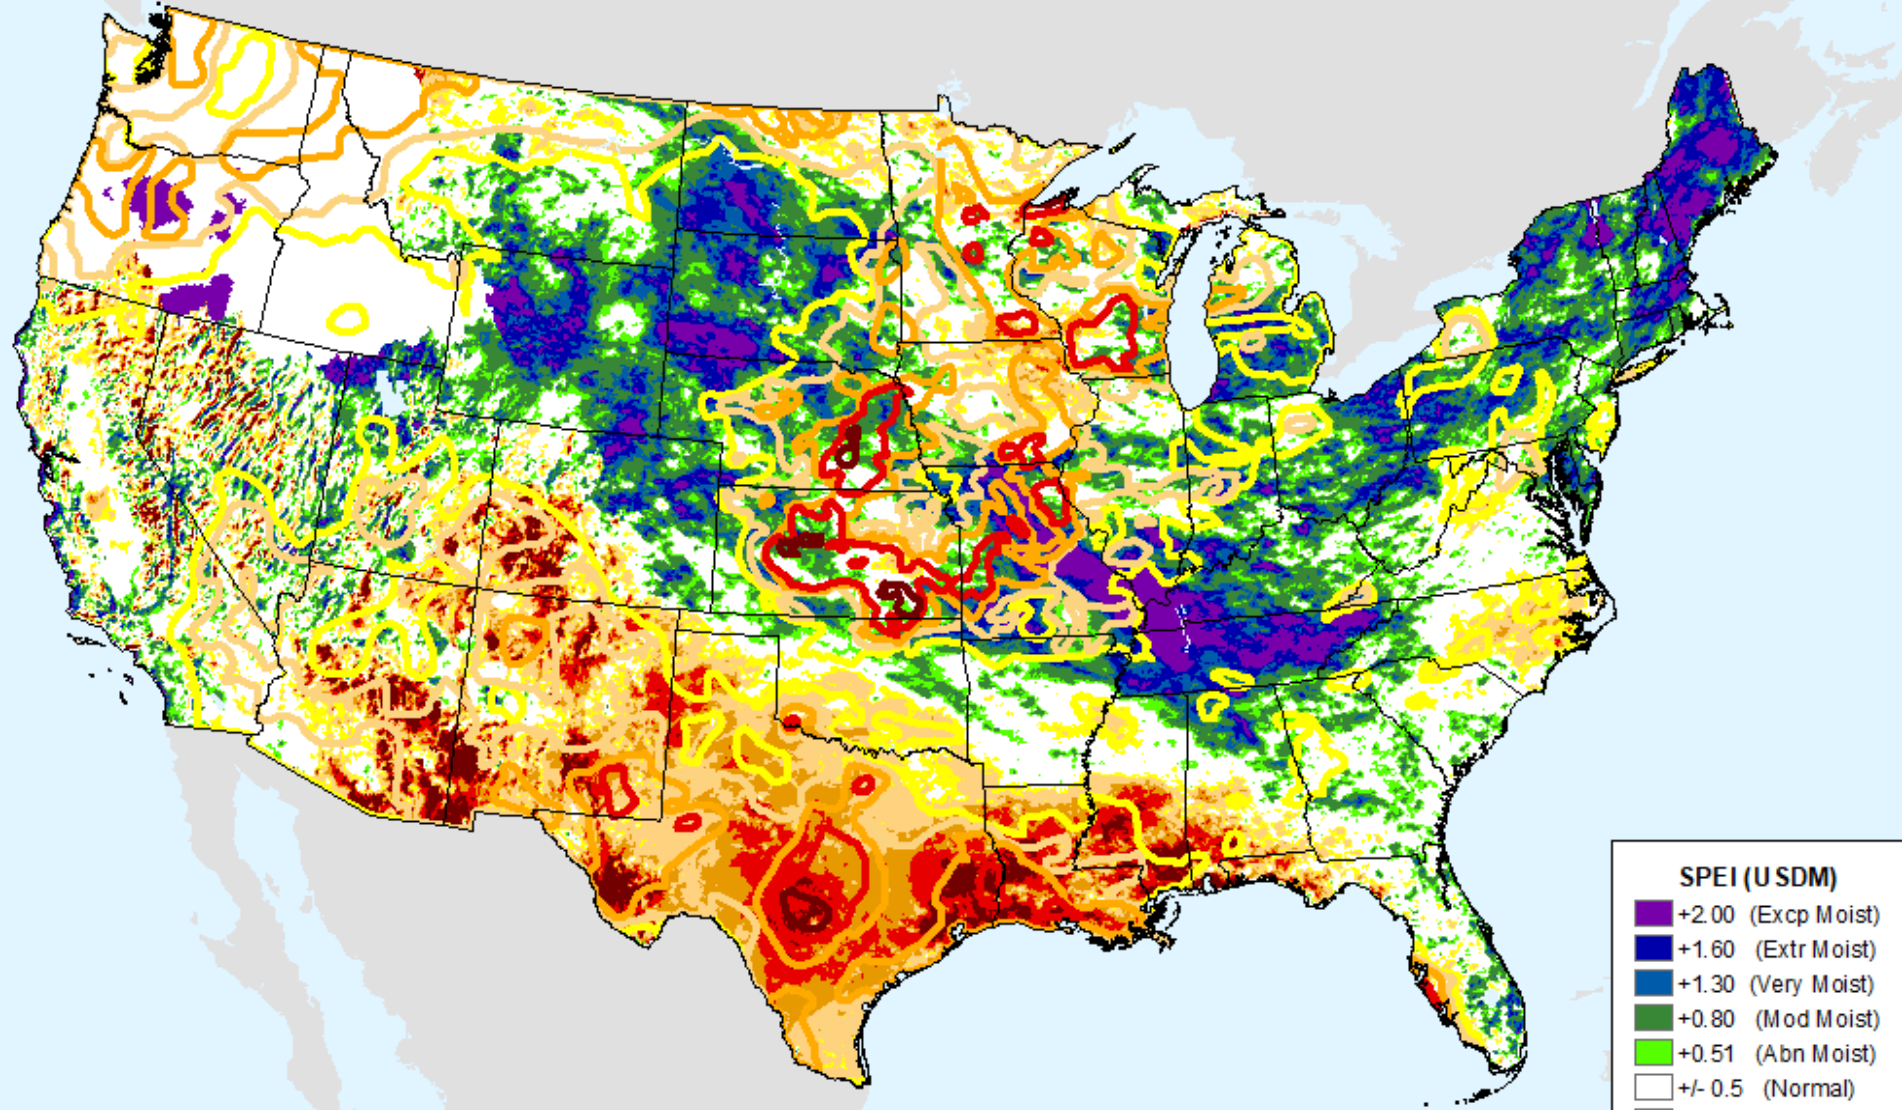 SPEI (USDM)
+2.00 (Excp Moist)
+1.60 (Extr Moist)
+1.30 (Very Moist)
+0.80 (Mod Moist)
+0.51 (Abn Moist)
+/- 0.5 (Normal)